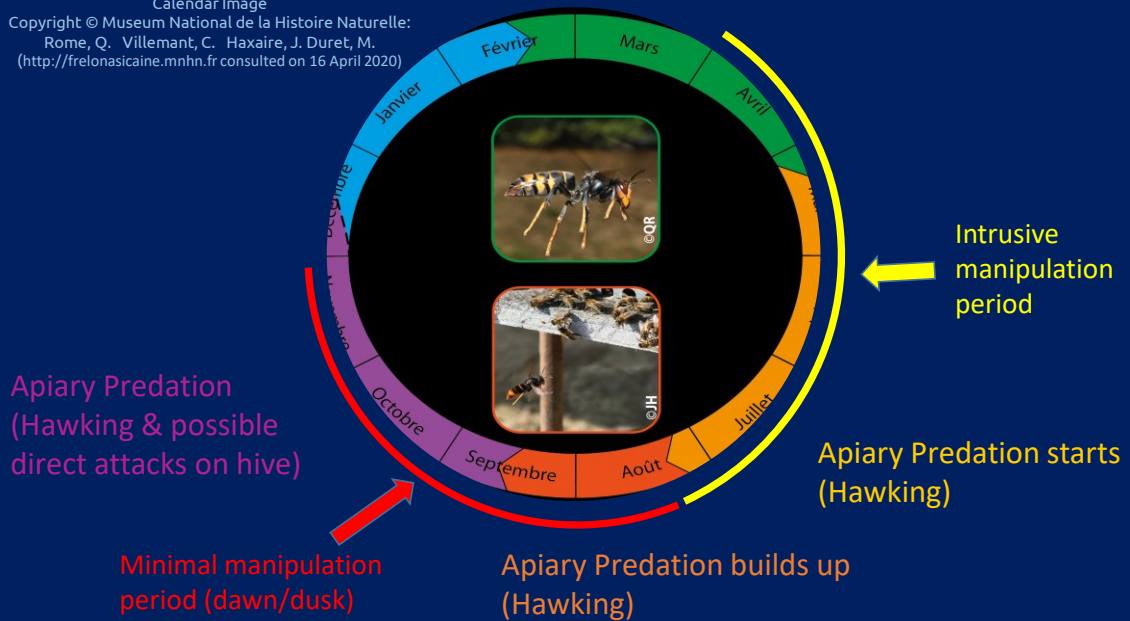 Calendar Image
Copyright © Museum National de la Histoire Naturelle:
Rome, Q. Villemant, C. Haxaire, J. Duret, M.
(http://frelonasicaine.mnhn.fr consulted on 16 April 2020)
Février
Mars
Janvier
Avril
©QR
Intrusive
manipulation
period
©JH
Juillet
Août
Septembre
Octobre
Novembre
Décembre
Apiary Predation
(Hawking & possible
direct attacks on hive)
Apiary Predation starts
(Hawking)
Minimal manipulation
period (dawn/dusk)
Apiary Predation builds up
(Hawking)